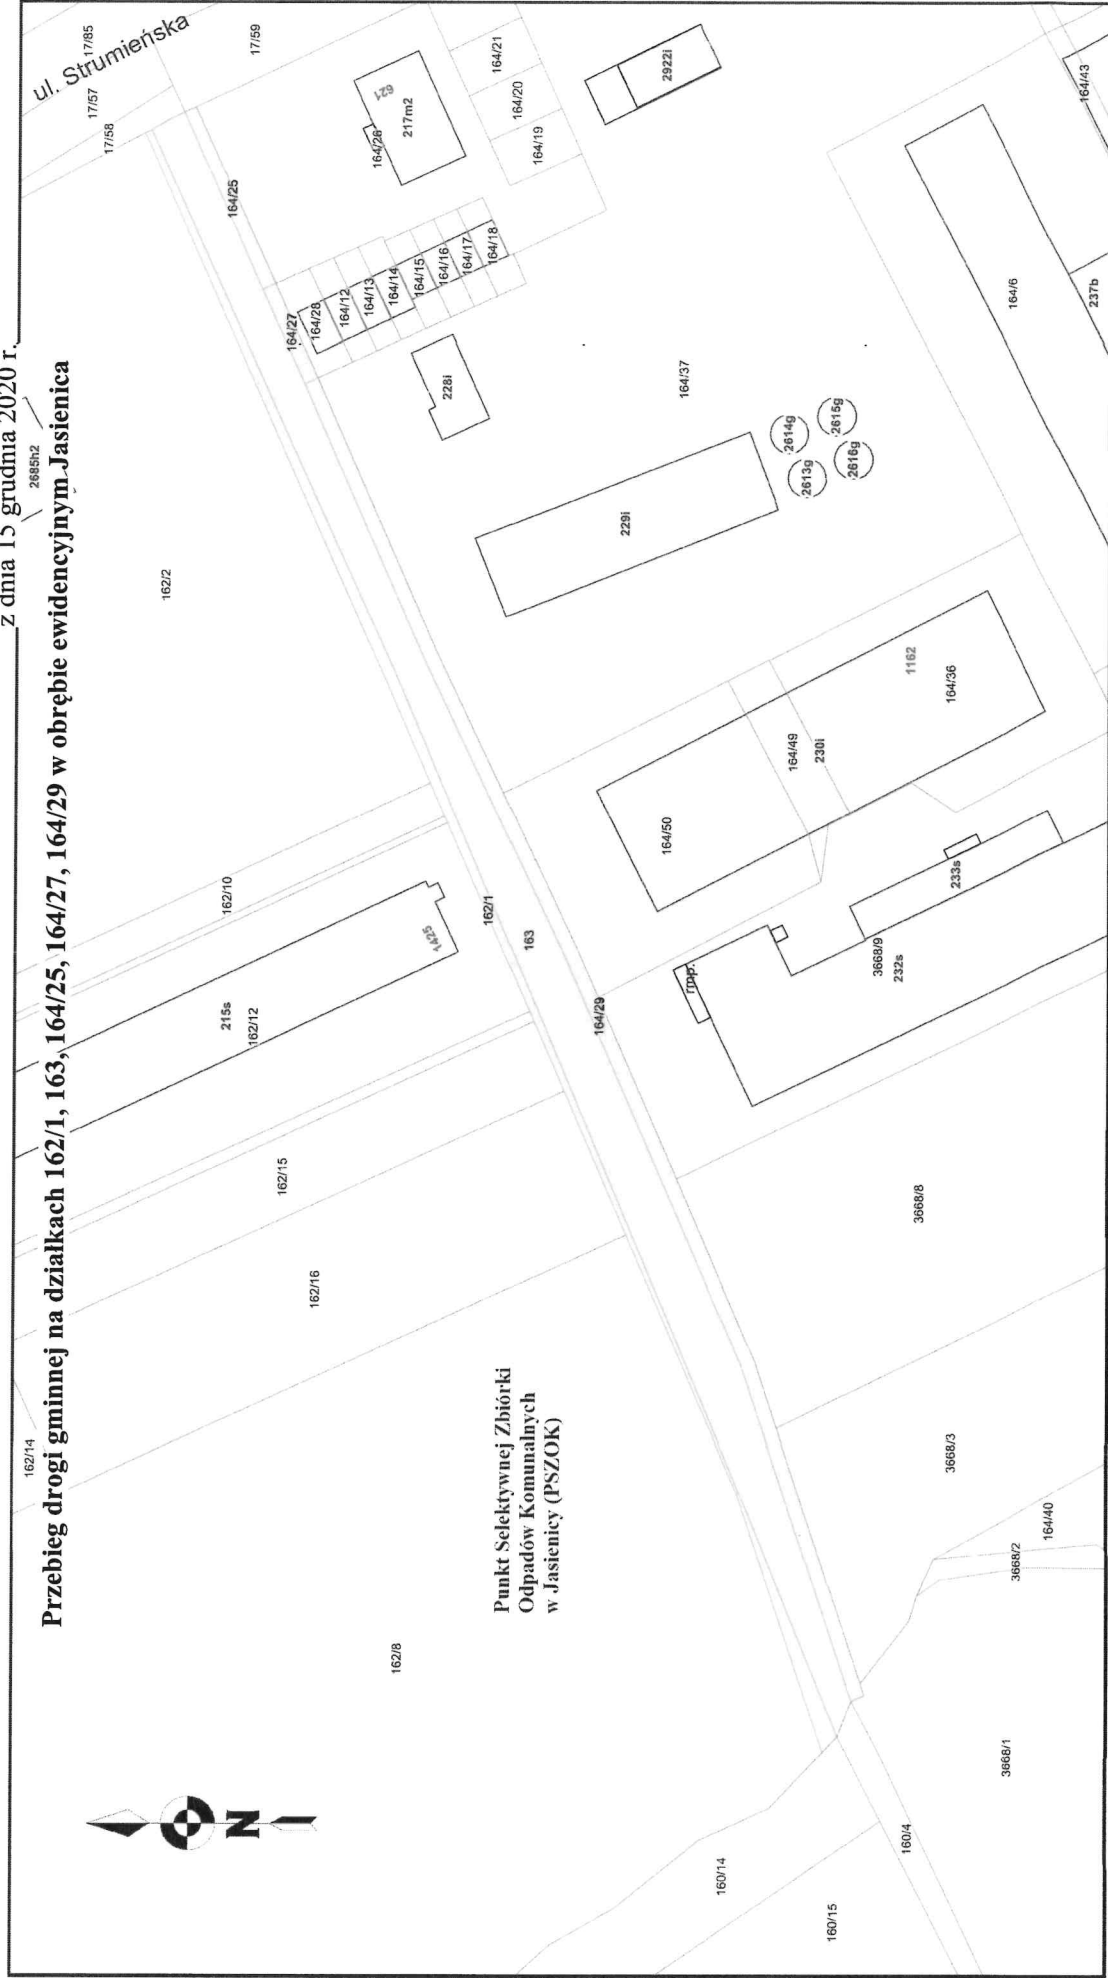 z dnia 15 grudnia 2020 r.
Przebieg drogi gminnej na działkach 162/1, 163, 164/25, 164/27, 164/29 w obrębie ewidencyjnym Jasienica
2685h2
ul. Strumieńska
17/85
17/57
17/58
17/59
162/14
162/2
162/10
215s
162/12
1425
162/15
162/16
162/8
162/1
163
164/29
164/25
164/27
164/28
164/12
164/13
164/14
164/15
164/16
164/17
164/18
164/26
621
217m2
164/21
164/20
164/19
2922i
228i
229i
164/37
2614g
2615g
2613g
2616g
164/6
237b
164/43
164/50
164/49
230i
1162
164/36
233s
3668/9
232s
rmp.
3668/8
3668/3
164/40
3668/2
3668/1
Punkt Selektywnej Zbiórki
Odpadów Komunalnych
w Jasienicy (PSZOK)
N
160/14
160/15
160/4